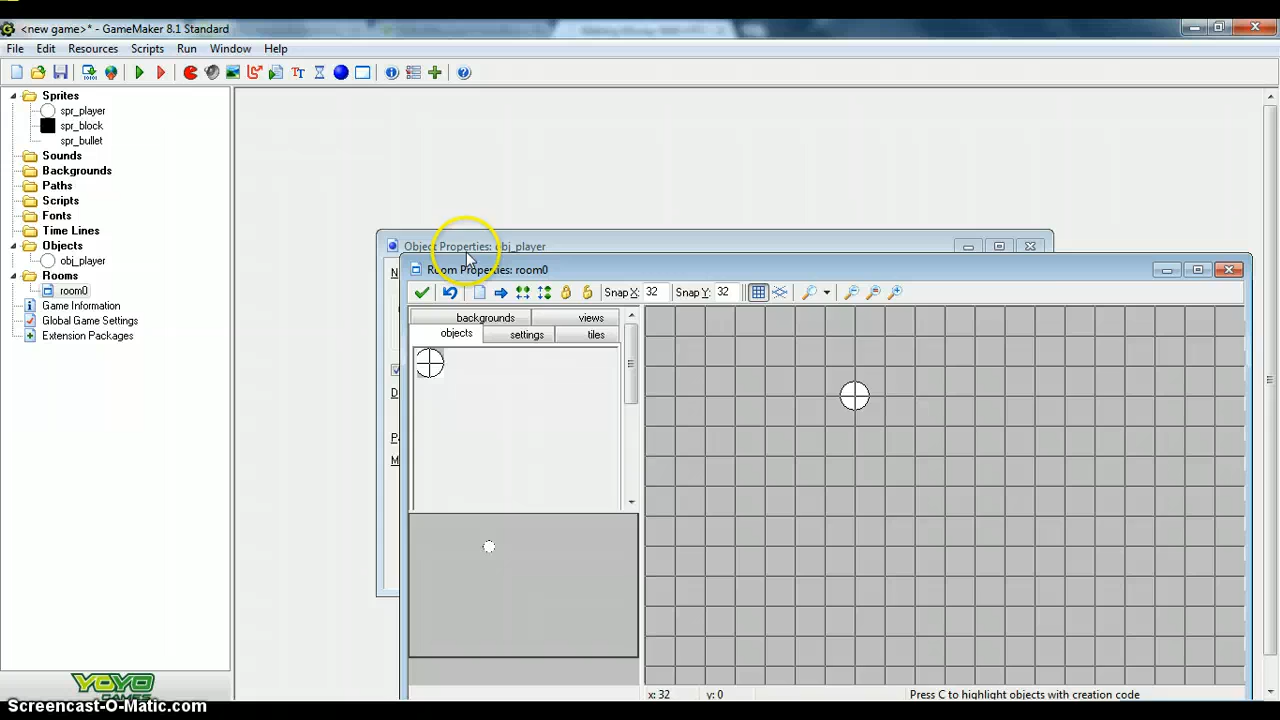 <new game>* - GameMaker 8.1 Standard
File Edit Resources Scripts Run Window Help
Sprites
spr_player
spr_block
spr_bullet
Sounds
Backgrounds
Paths
Scripts
Fonts
Time Lines
Objects
obj_player
Rooms
room0
Game Information
Global Game Settings
Extension Packages
Object Properties: obj_player
N
D
P
M
Room Properties: room0
Snap X: 32 Snap Y: 32
backgrounds views
objects settings tiles
x: 32 y: 0 Press C to highlight objects with creation code
YOYO
GAMES
Screencast-O-Matic.com